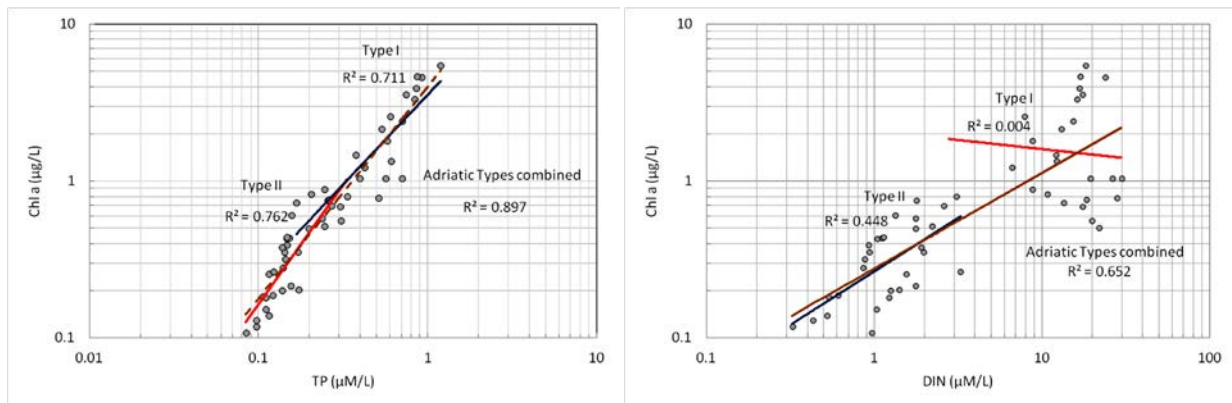 10
Type I
R² = 0.711
Chl a (µg/L)
1
Type II
R² = 0.762
Adriatic Types combined
R² = 0.897
0.1
0.01
0.1
1
10
TP (µM/L)
10
Type I
R² = 0.004
Chl a (µg/L)
1
Type II
R² = 0.448
Adriatic Types combined
R² = 0.652
0.1
0.1
1
10
100
DIN (µM/L)